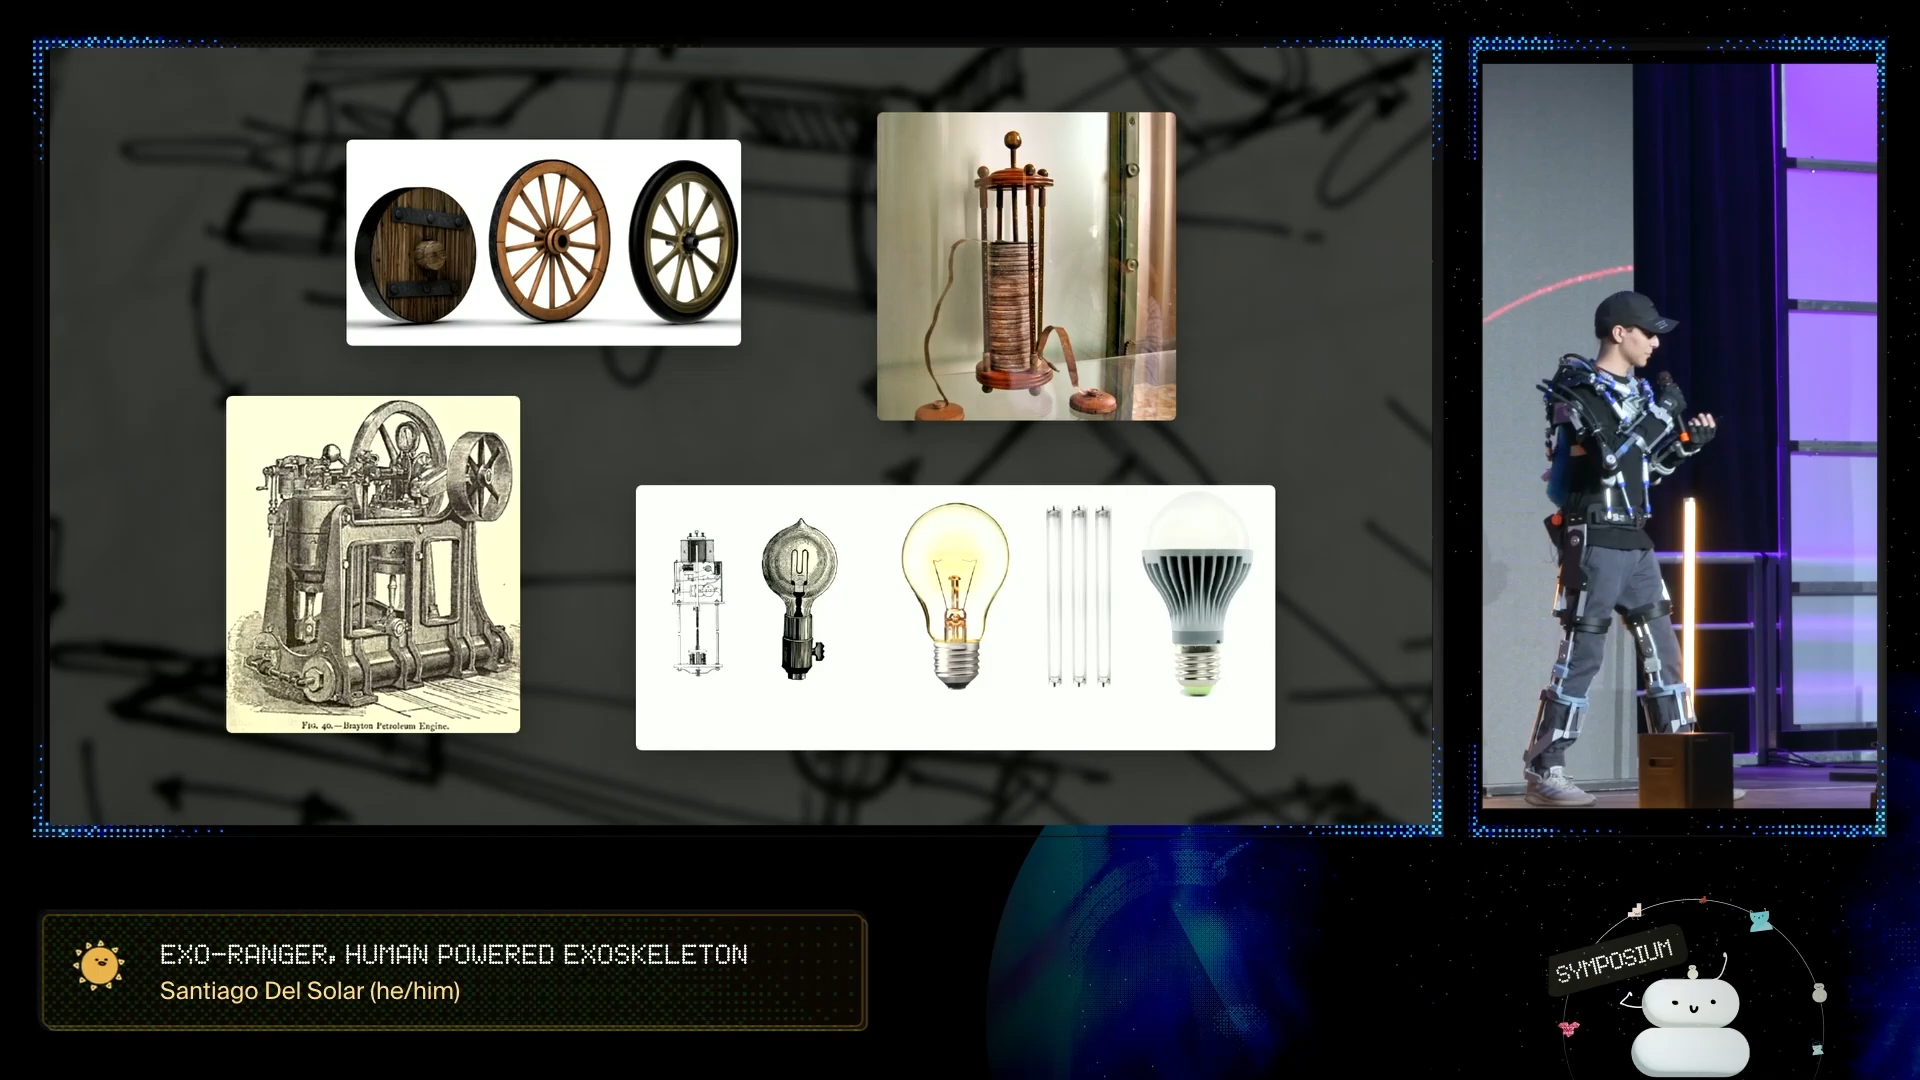 FIG. 40.—Brayton Petroleum Engine.
EXO-RANGER, HUMAN POWERED EXOSKELETON
Santiago Del Solar (he/him)
SYMPOSIUM